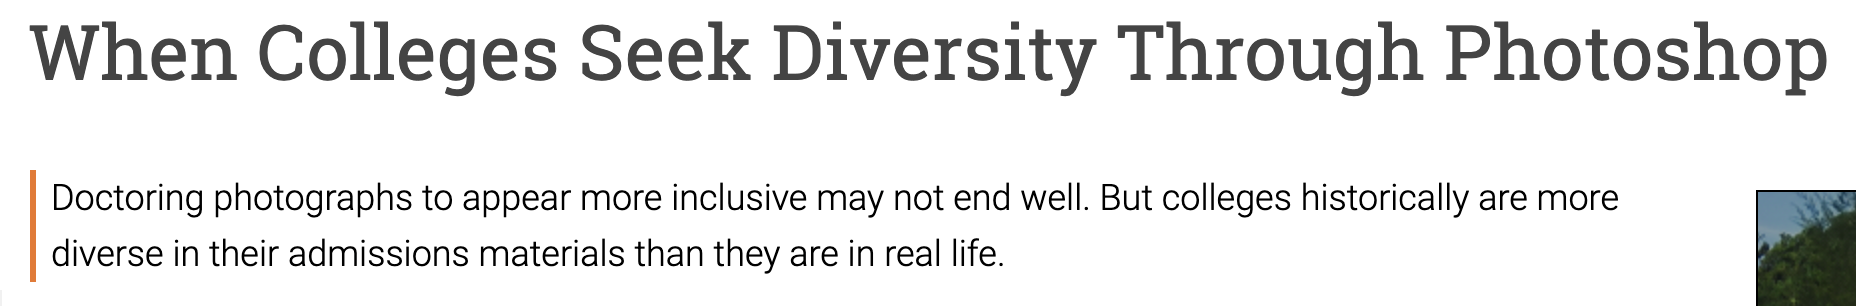 When Colleges Seek Diversity Through Photoshop
Doctoring photographs to appear more inclusive may not end well. But colleges historically are more
diverse in their admissions materials than they are in real life.